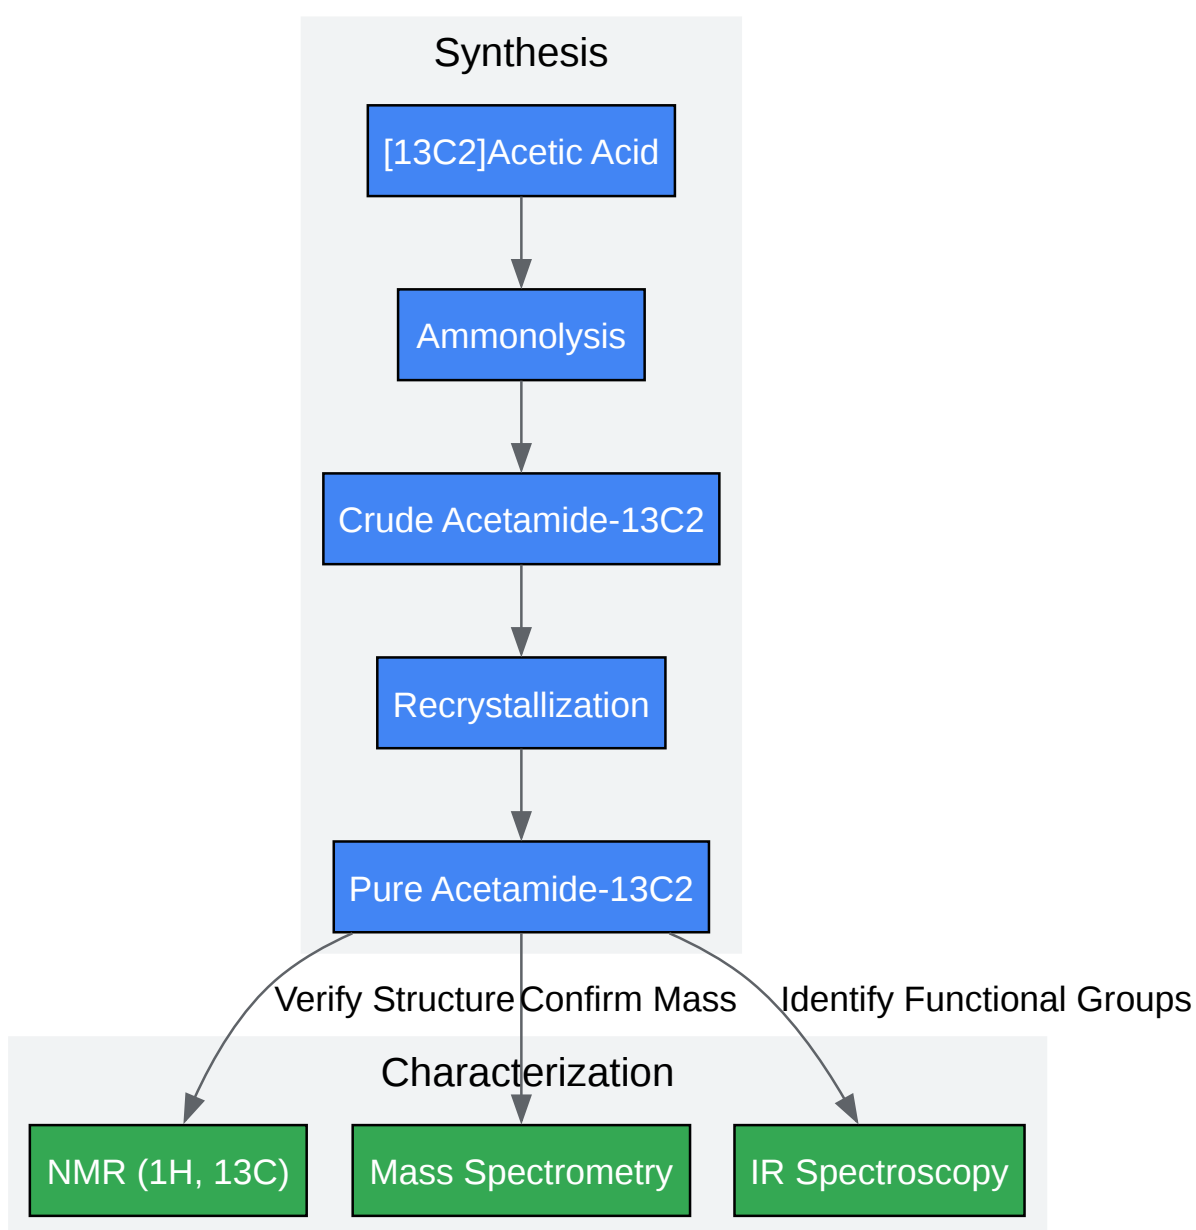 Synthesis
[13C2]Acetic Acid
Ammonolysis
Crude Acetamide-13C2
Recrystallization
Pure Acetamide-13C2
Verify Structure
Confirm Mass
Identify Functional Groups
Characterization
NMR (1H, 13C)
Mass Spectrometry
IR Spectroscopy